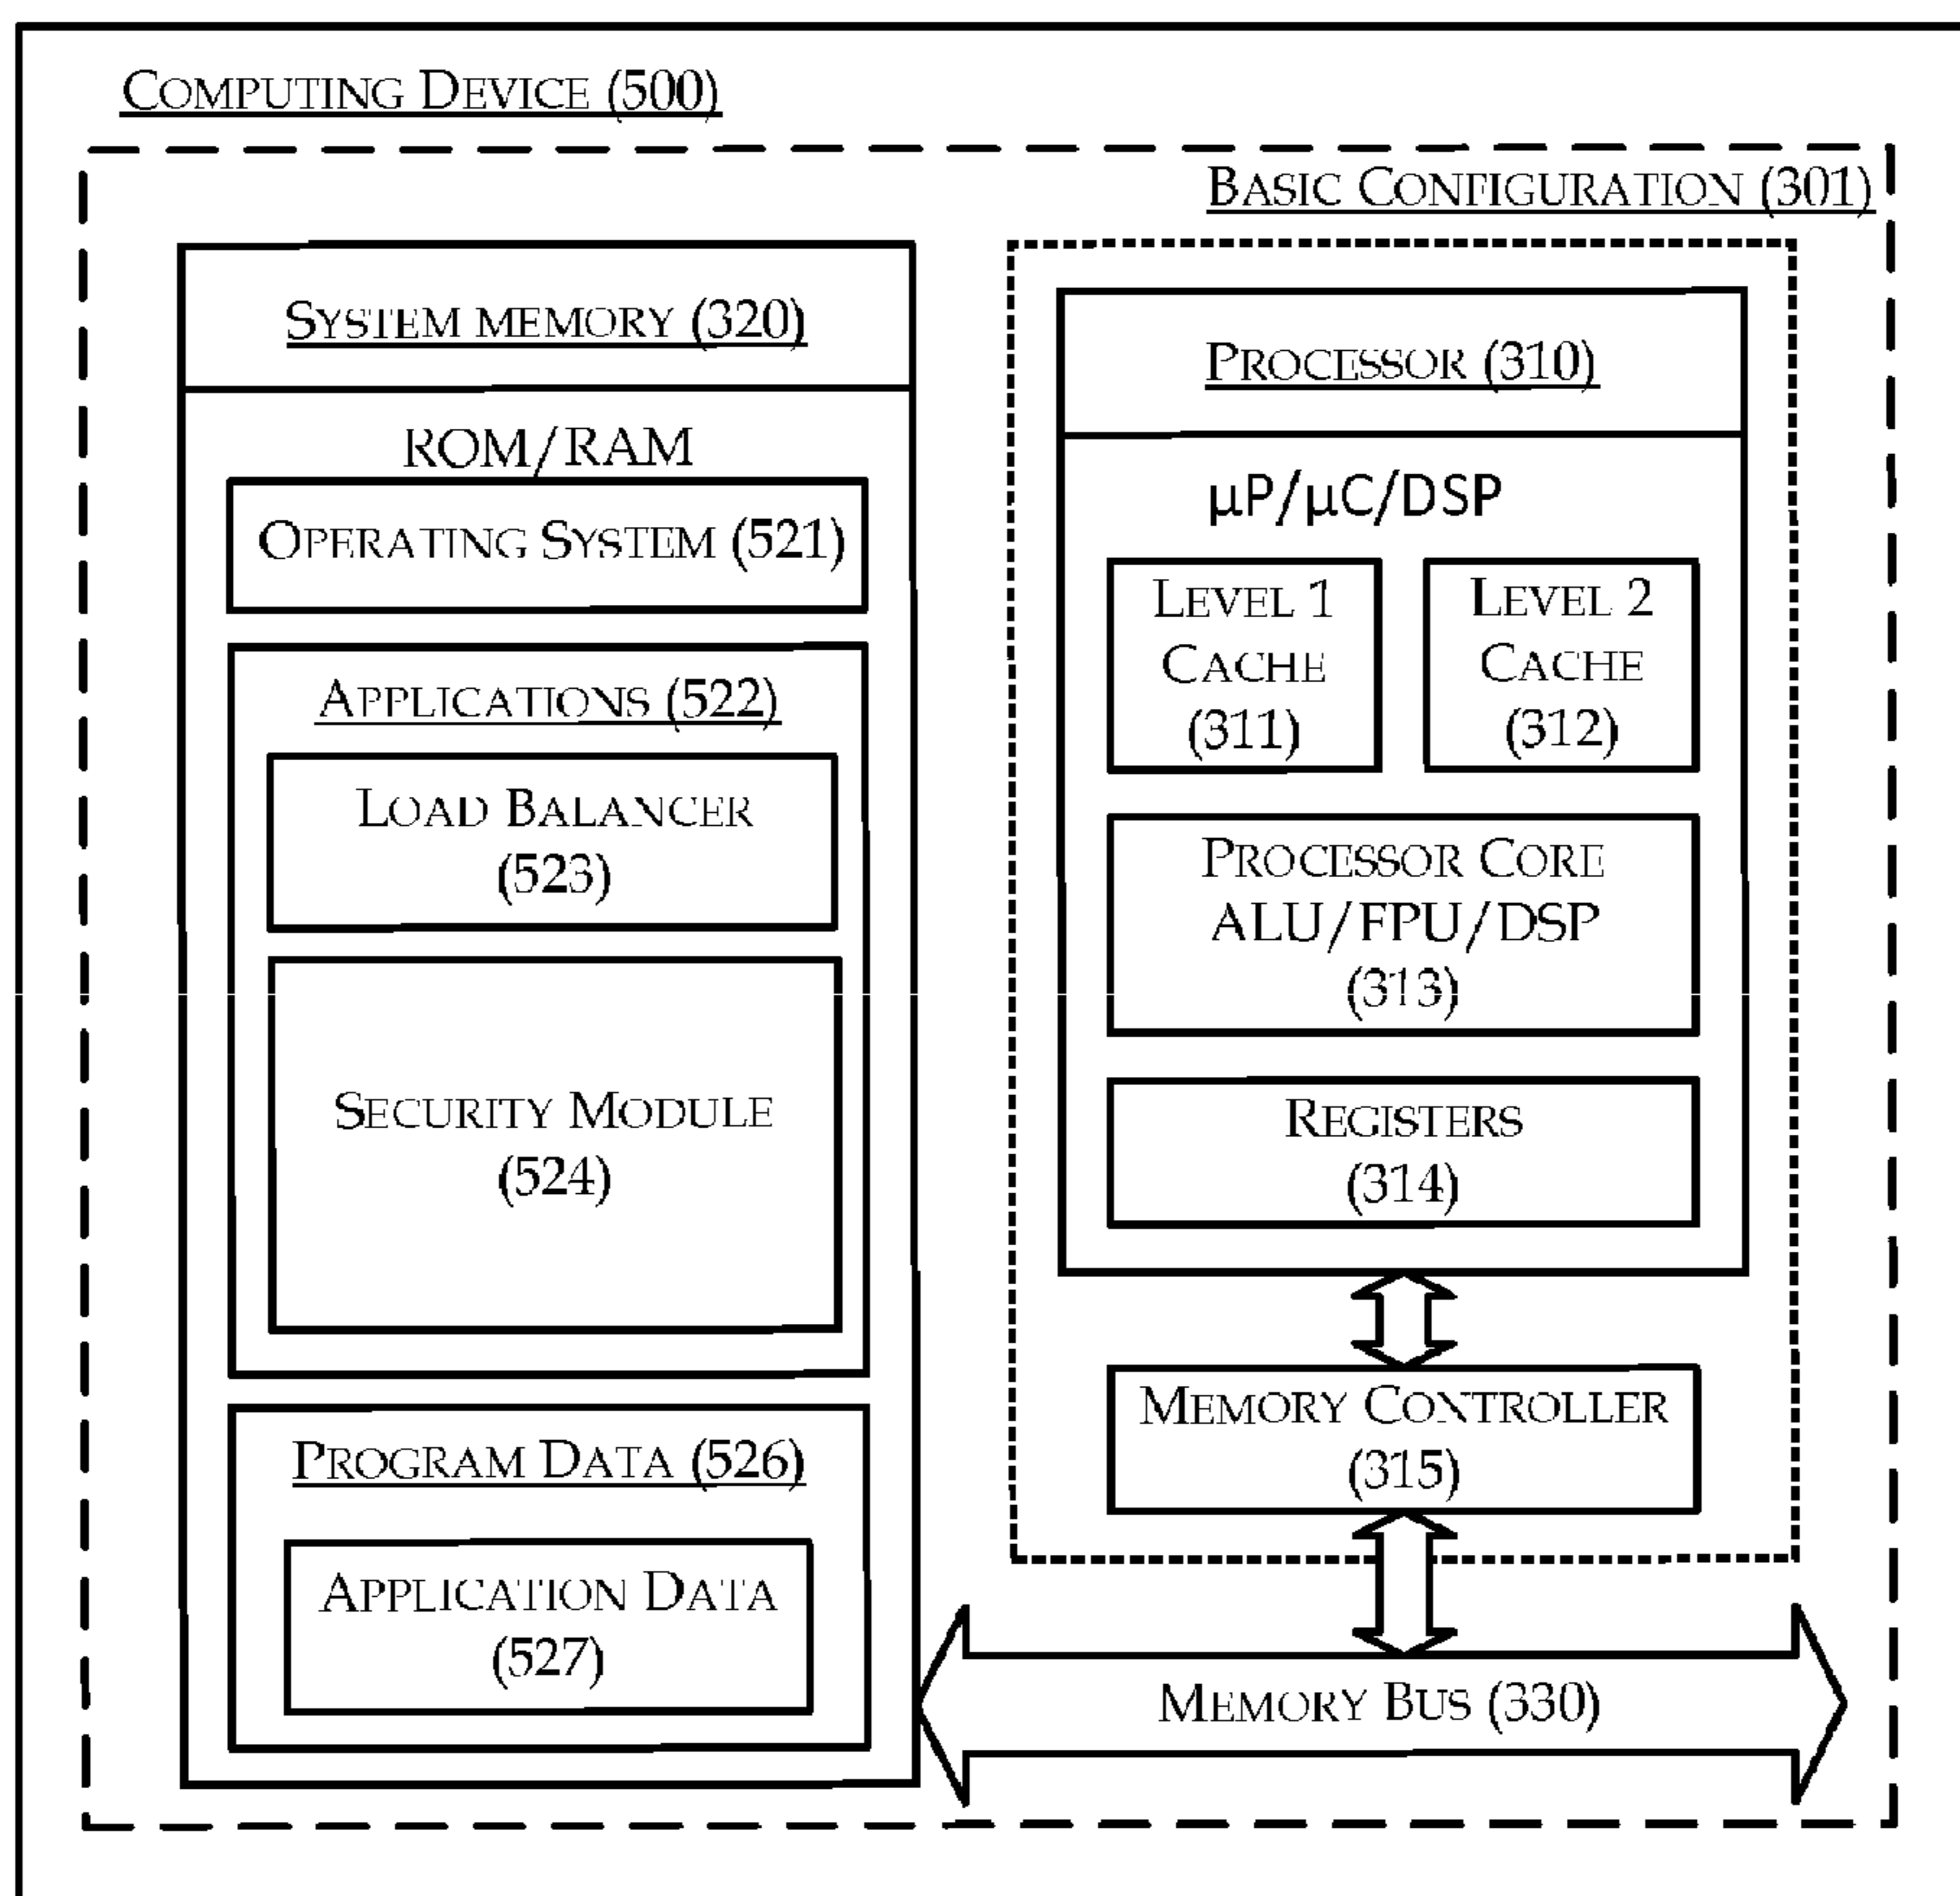 COMPUTING DEVICE (500)
BASIC CONFIGURATION (301)
SYSTEM MEMORY (320)
ROM/RAM
OPERATING SYSTEM (521)
APPLICATIONS (522)
LOAD BALANCER
(523)
SECURITY MODULE
(524)
PROGRAM DATA (526)
APPLICATION DATA
(527)
PROCESSOR (310)
µP/µC/DSP
LEVEL 1
CACHE
(311)
LEVEL 2
CACHE
(312)
PROCESSOR CORE
ALU/FPU/DSP
(313)
REGISTERS
(314)
MEMORY CONTROLLER
(315)
MEMORY BUS (330)